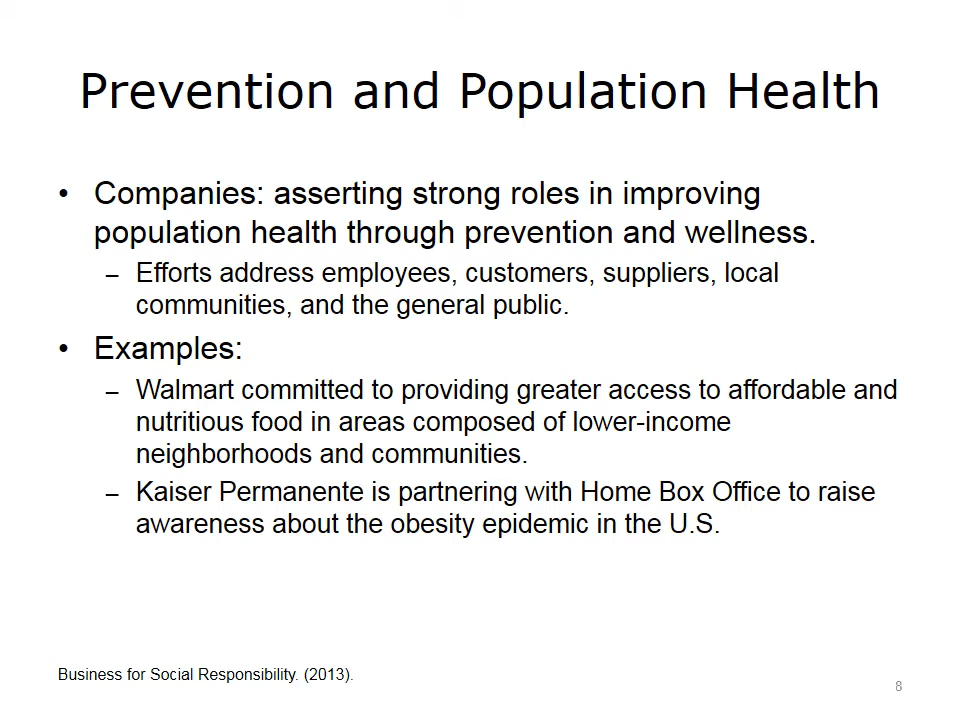 Prevention and Population Health
• Companies: asserting strong roles in improving
population health through prevention and wellness.
– Efforts address employees, customers, suppliers, local
communities, and the general public.
• Examples:
– Walmart committed to providing greater access to affordable and
nutritious food in areas composed of lower-income
neighborhoods and communities.
– Kaiser Permanente is partnering with Home Box Office to raise
awareness about the obesity epidemic in the U.S.
Business for Social Responsibility. (2013).
8